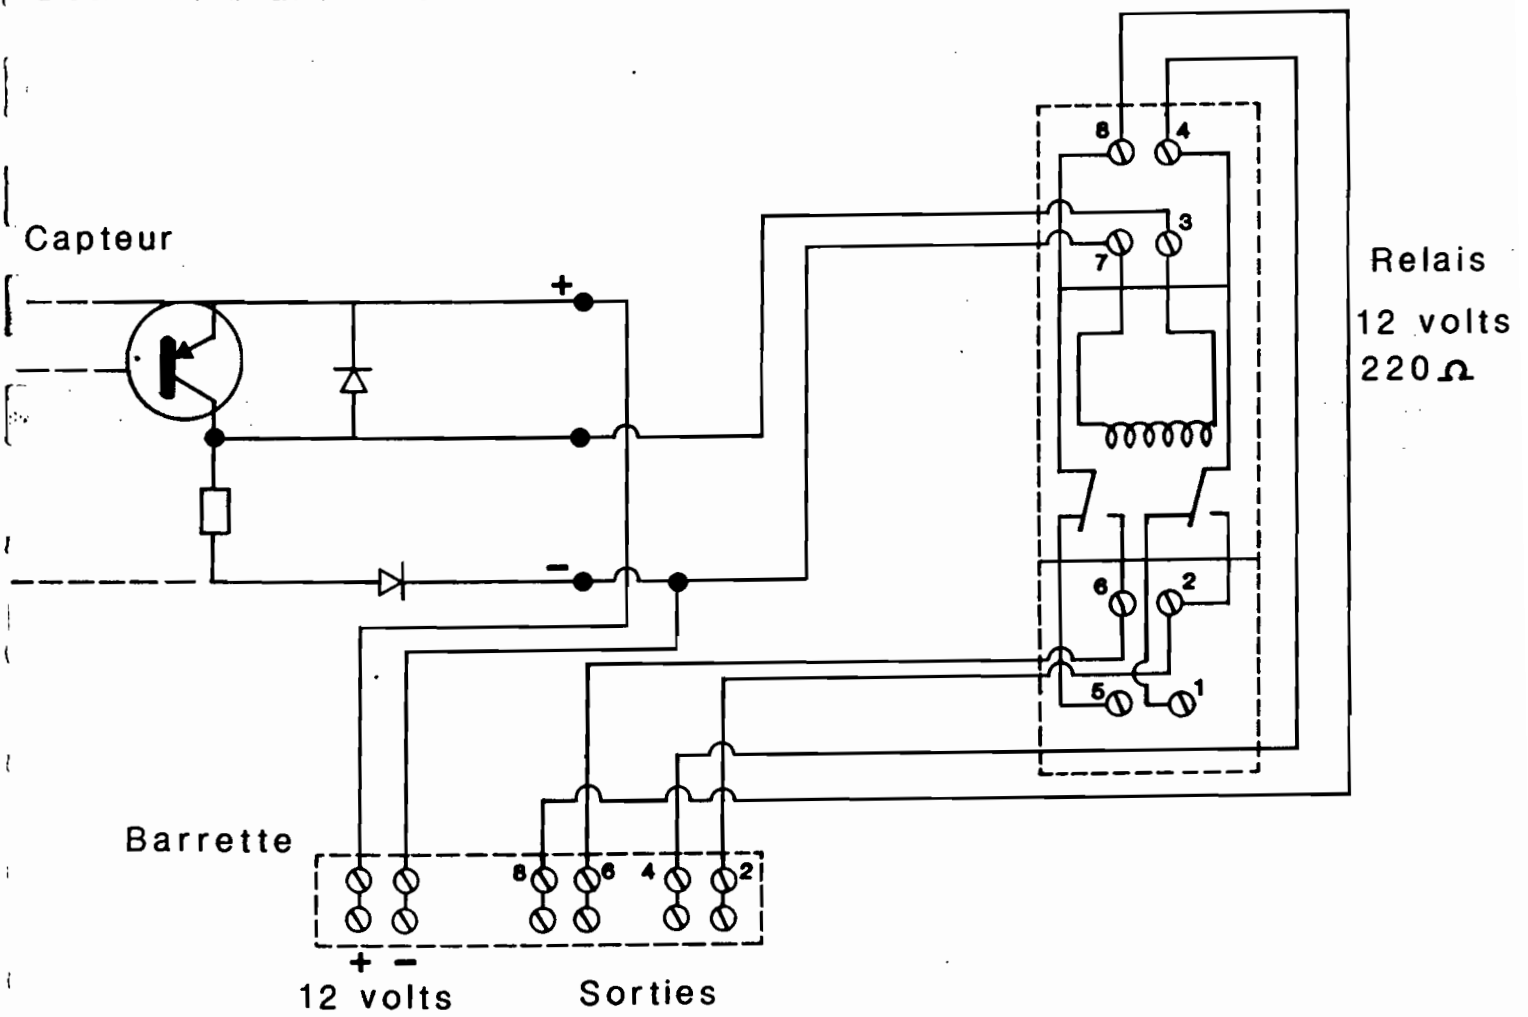 8 4
3
7
Capteur
Relais
+
12 volts
220Ω
−
6 2
5 1
Barrette
8 6 4 2
+ −
12 volts
Sorties